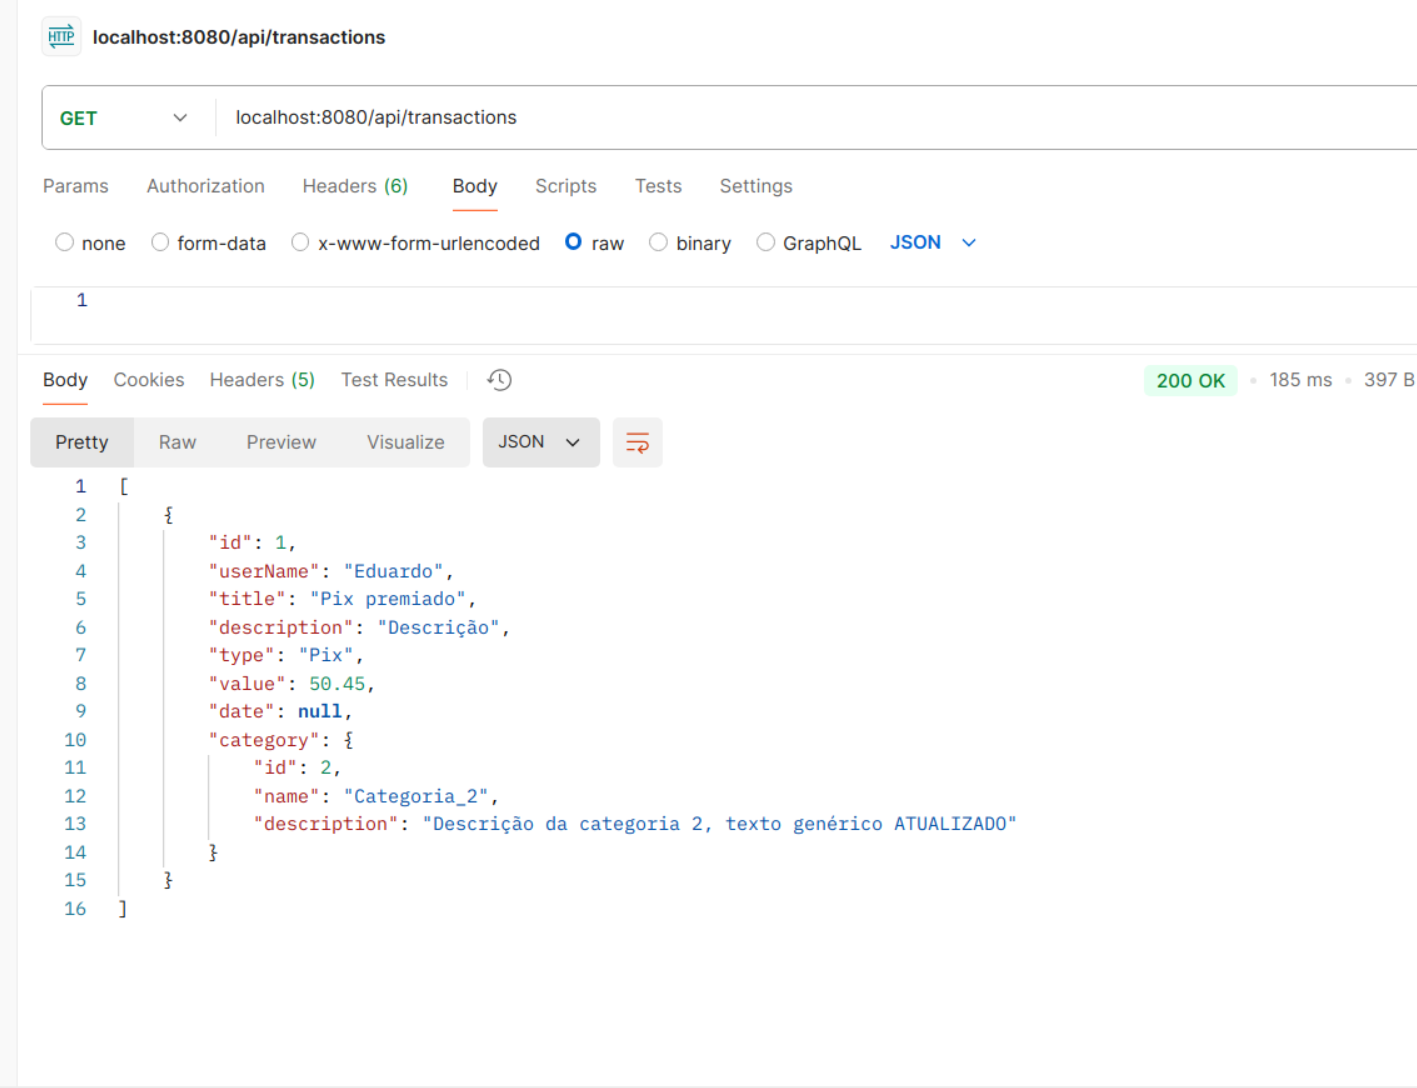 HTTP localhost:8080/api/transactions
GET localhost:8080/api/transactions
Params Authorization Headers (6) Body Scripts Tests Settings
none form-data x-www-form-urlencoded raw binary GraphQL JSON
1
Body Cookies Headers (5) Test Results 200 OK • 185 ms • 397 B
Pretty Raw Preview Visualize JSON
1 [
2 {
3 "id": 1,
4 "userName": "Eduardo",
5 "title": "Pix premiado",
6 "description": "Descrição",
7 "type": "Pix",
8 "value": 50.45,
9 "date": null,
10 "category": {
11 "id": 2,
12 "name": "Categoria_2",
13 "description": "Descrição da categoria 2, texto genérico ATUALIZADO"
14 }
15 }
16 ]